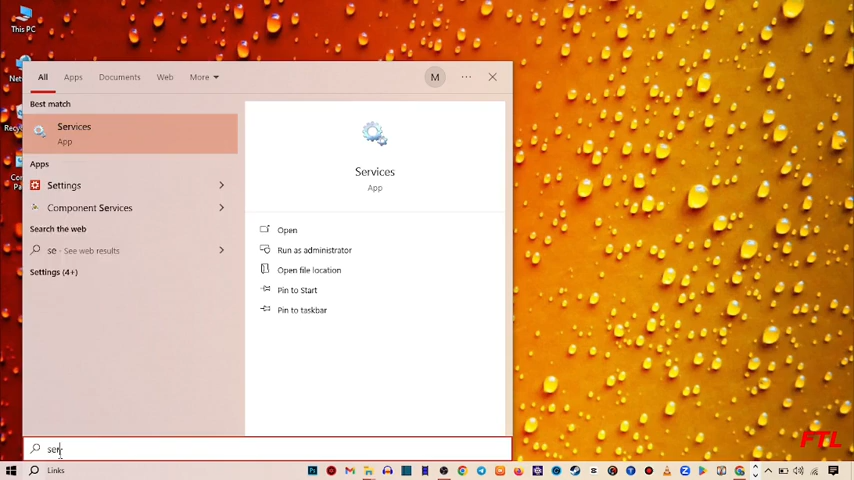 This PC
All Apps Documents Web More M ...
Best match
Services
App
Apps
Settings
Component Services
Search the web
se - See web results
Settings (4+)
Services
App
Open
Run as administrator
Open file location
Pin to Start
Pin to taskbar
ser
Links
FTL